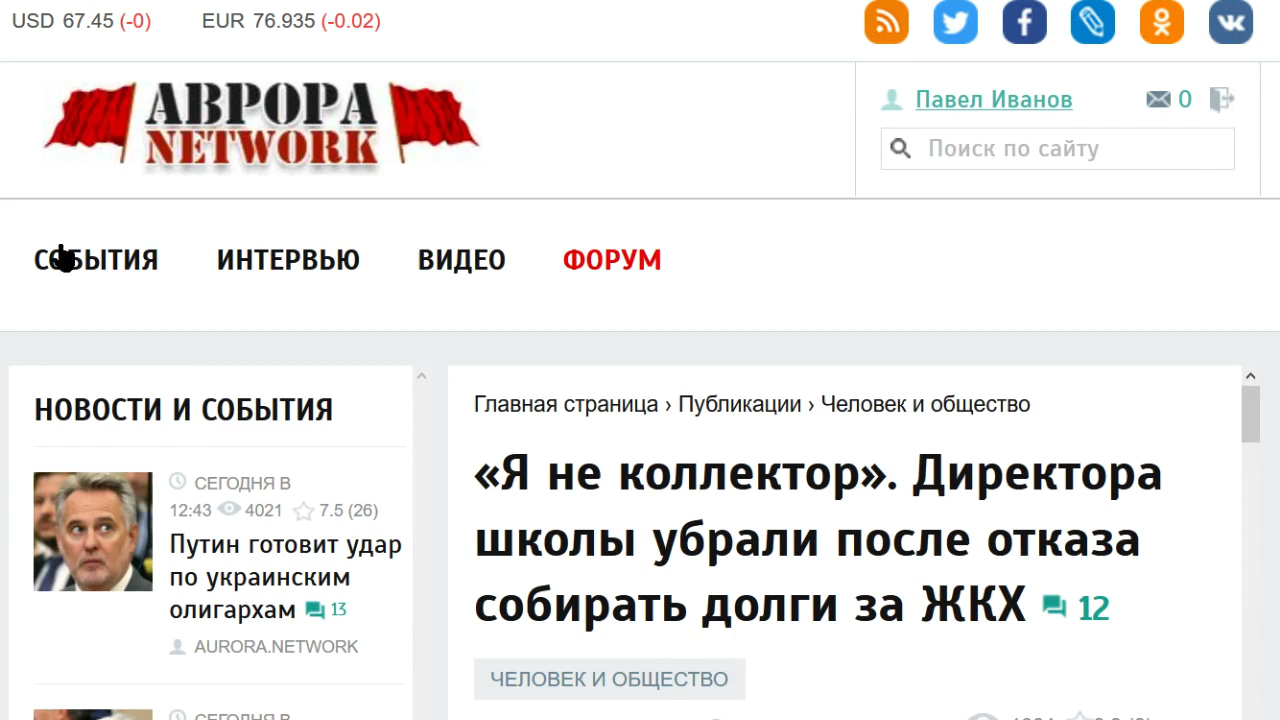 USD 67.45 (-0) EUR 76.935 (-0.02)
АВРОРА
NETWORK
Павел Иванов 0
Поиск по сайту
СОБЫТИЯ ИНТЕРВЬЮ ВИДЕО ФОРУМ
НОВОСТИ И СОБЫТИЯ
СЕГОДНЯ В
12:43 4021 7.5 (26)
Путин готовит удар
по украинским
олигархам 13
AURORA.NETWORK
СЕГОДНЯ В
Главная страница › Публикации › Человек и общество
«Я не коллектор». Директора
школы убрали после отказа
собирать долги за ЖКХ 12
ЧЕЛОВЕК И ОБЩЕСТВО